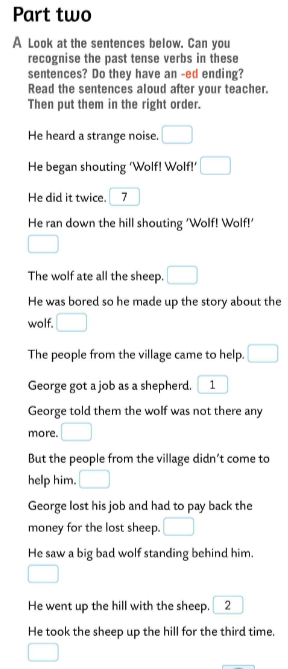 Part two
A Look at the sentences below. Can you
recognise the past tense verbs in these
sentences? Do they have an -ed ending?
Read the sentences aloud after your teacher.
Then put them in the right order.
He heard a strange noise.
He began shouting 'Wolf! Wolf!'
He did it twice. 7
He ran down the hill shouting 'Wolf! Wolf!'
The wolf ate all the sheep.
He was bored so he made up the story about the
wolf.
The people from the village came to help.
George got a job as a shepherd. 1
George told them the wolf was not there any
more.
But the people from the village didn't come to
help him.
George lost his job and had to pay back the
money for the lost sheep.
He saw a big bad wolf standing behind him.
He went up the hill with the sheep. 2
He took the sheep up the hill for the third time.